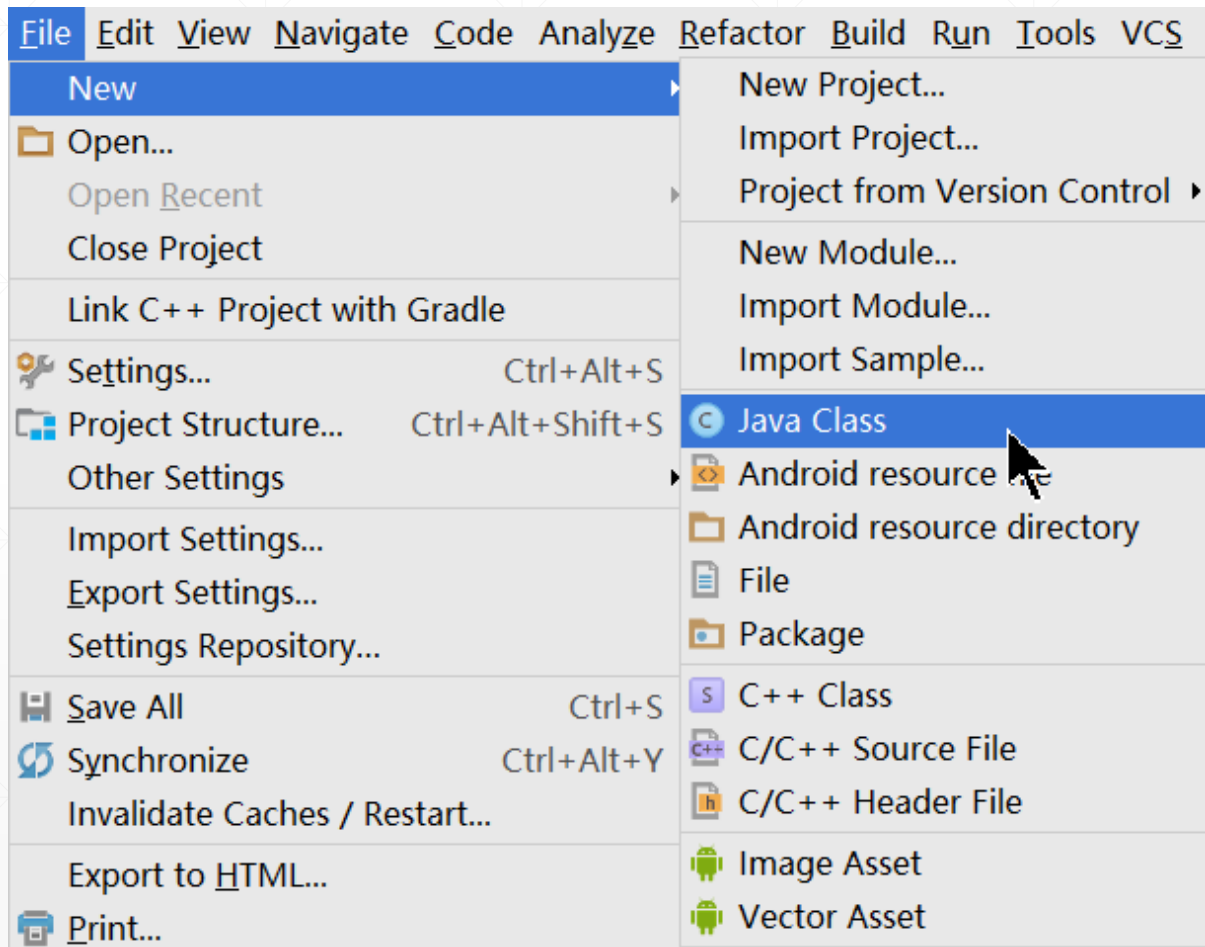 File Edit View Navigate Code Analyze Refactor Build Run Tools VCS
New
Open...
Open Recent
Close Project
Link C++ Project with Gradle
Settings... Ctrl+Alt+S
Project Structure... Ctrl+Alt+Shift+S
Other Settings
Import Settings...
Export Settings...
Settings Repository...
Save All Ctrl+S
Synchronize Ctrl+Alt+Y
Invalidate Caches / Restart...
Export to HTML...
Print...
New Project...
Import Project...
Project from Version Control
New Module...
Import Module...
Import Sample...
C Java Class
Android resource
Android resource directory
File
Package
S C++ Class
C++ C/C++ Source File
h C/C++ Header File
Image Asset
Vector Asset